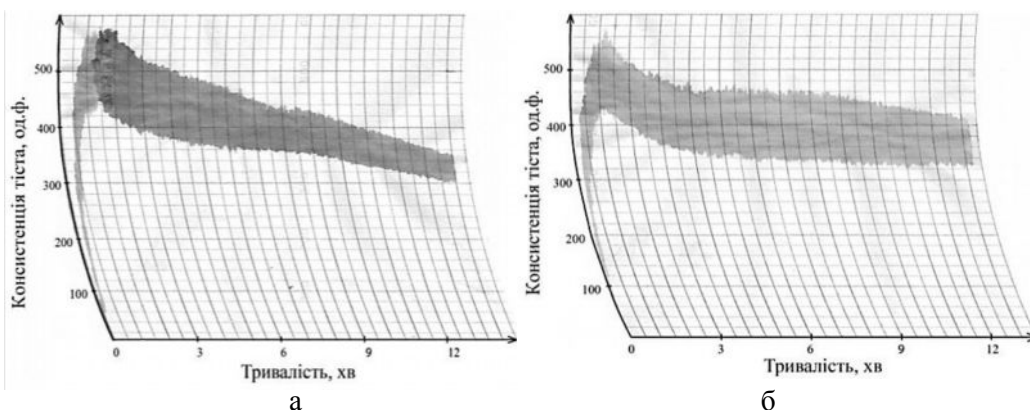 Консистенція тіста, од.ф.
500
400
300
200
100
0 3 6 9 12
Тривалість, хв
а
Консистенція тіста, од.ф.
500
400
300
200
100
0 3 6 9 12
Тривалість, хв
б